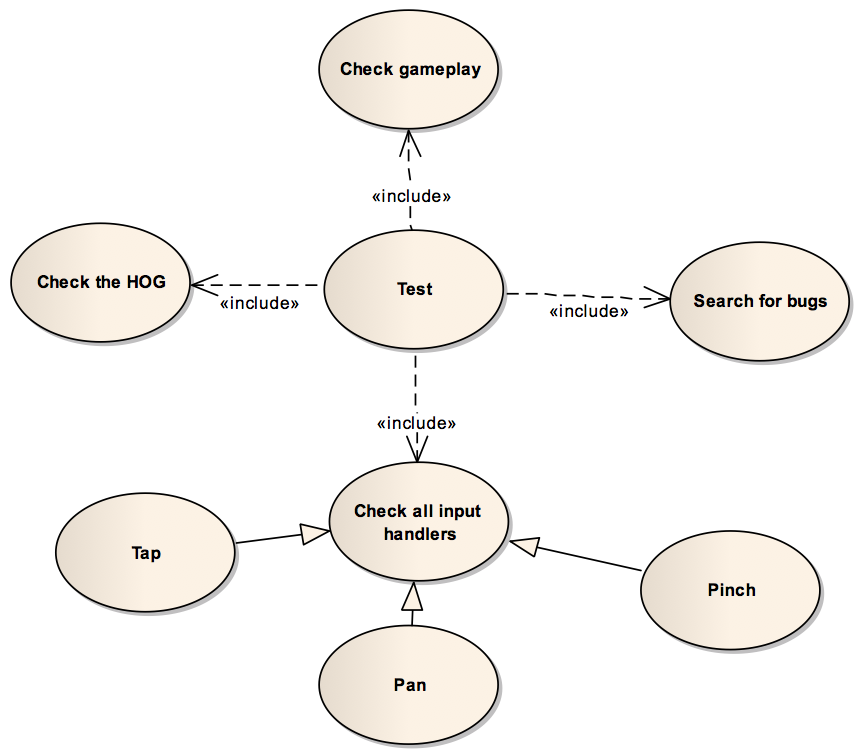 Check gameplay
«include»
Check the HOG
«include»
Test
Search for bugs
«include»
«include»
Check all input
handlers
Tap
Pinch
Pan